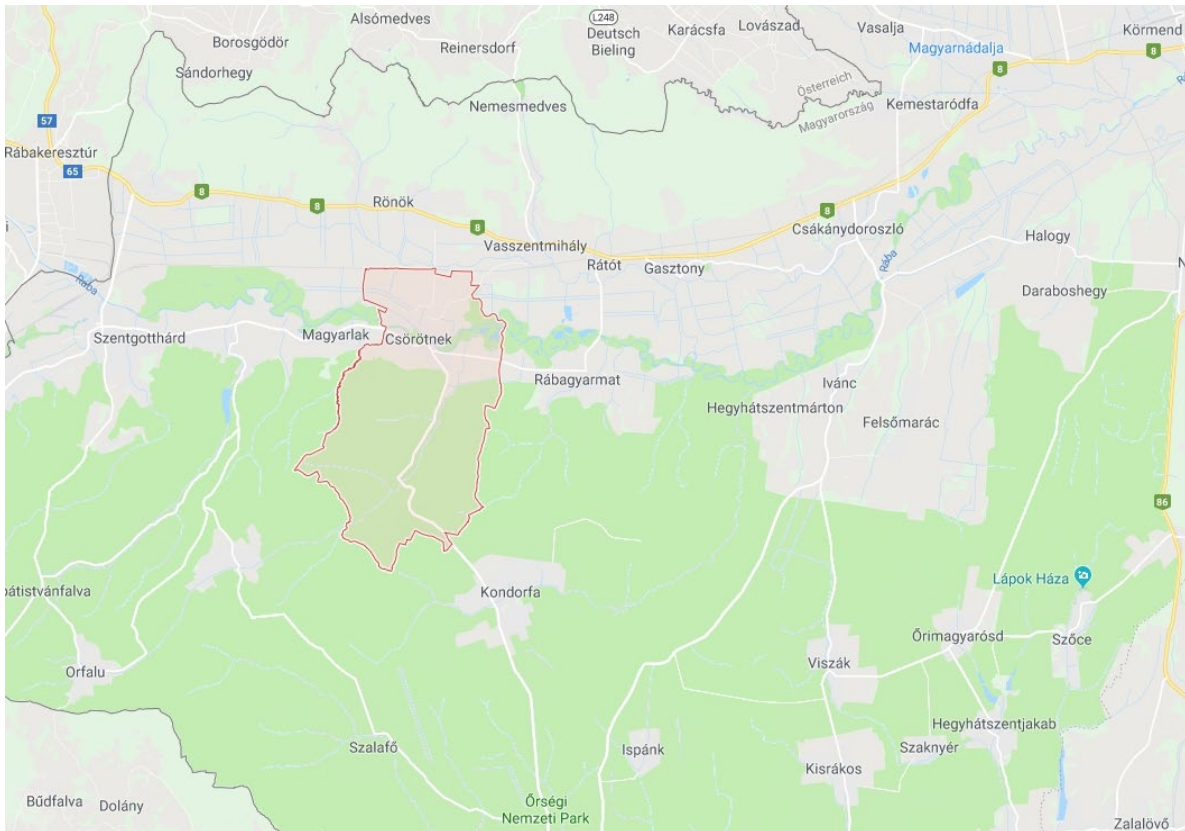 Alsómedves
L248
Deutsch
Bieling
Karácsfa
Lovászad
Vasalja
Körmend
Borosgödör
Reinersdorf
Magyarnádalja
8
8
Sándorhegy
Österreich
Nemesmedves
Magyarország
Kemestaródfa
57
Rábakeresztúr
65
8
8
Rönök
8
8
Csákánydoroszló
Vasszentmihály
Halogy
Rátót
Gasztony
Rába
Rába
Daraboshegy
Szentgotthárd
Magyarlak
Csörötnek
Rábagyarmat
Ivánc
Hegyhátszentmárton
Felsőmarác
86
Lápok Háza
pátistvánfalva
Kondorfa
Őrimagyarósd
Szőce
Orfalu
Viszák
Hegyhátszentjakab
Szalafő
Ispánk
Szaknyér
Kisrákos
Bűdfalva
Dolány
Őrségi
Nemzeti Park
Zalalövő